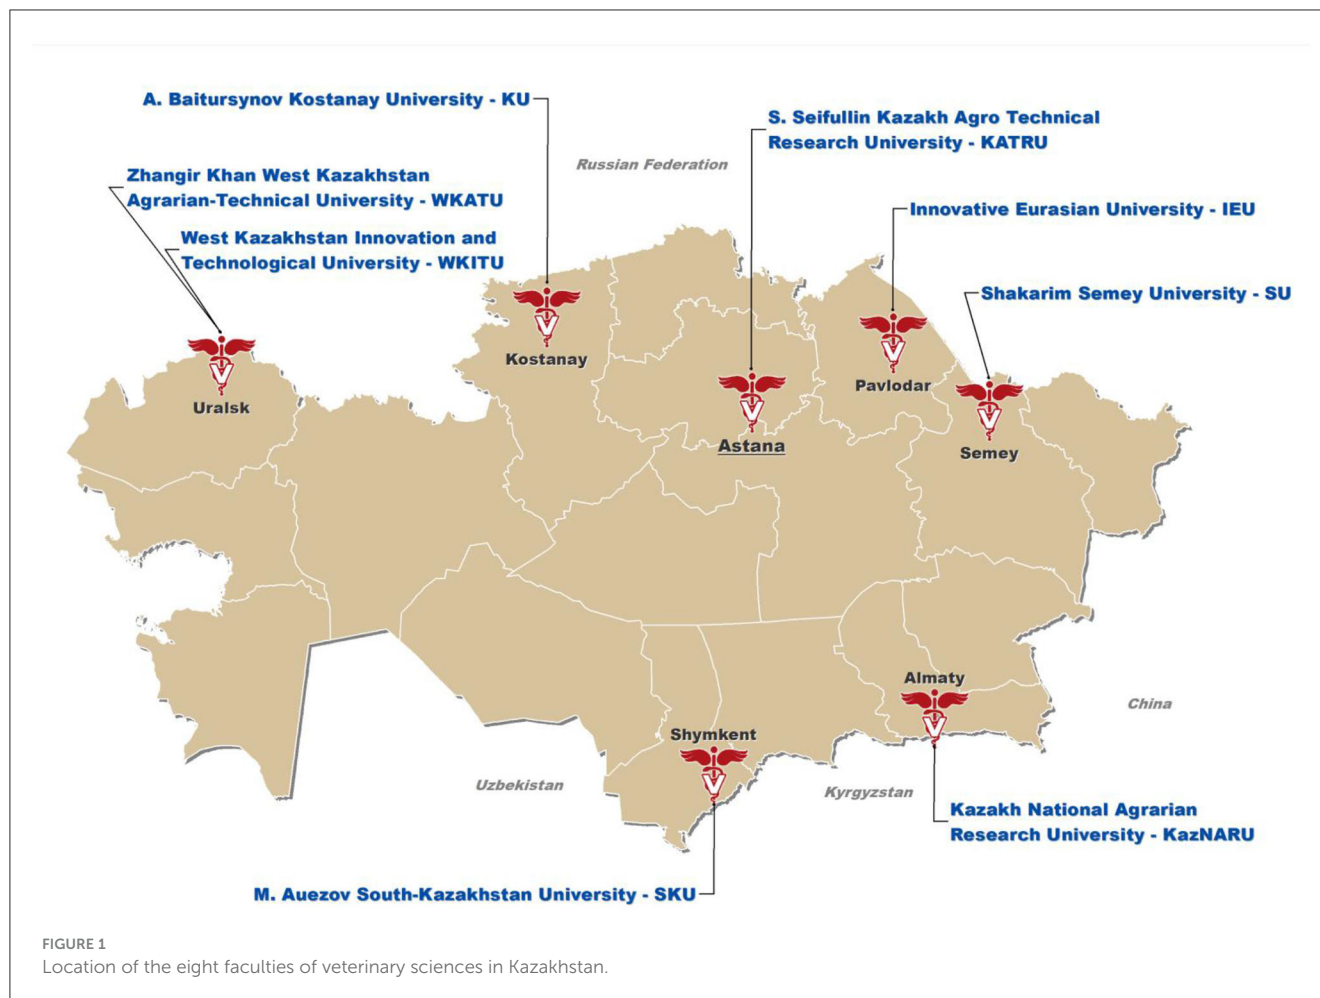 A. Baitursynov Kostanay University - KU
S. Seifullin Kazakh Agro Technical
Research University - KATRU
Russian Federation
Zhangir Khan West Kazakhstan
Agrarian-Technical University - WKATU
Innovative Eurasian University - IEU
West Kazakhstan Innovation and
Technological University - WKITU
Shakarim Semey University - SU
Kostanay
Pavlodar
Uralsk
Astana
Semey
Almaty
China
Shymkent
Uzbekistan
Kyrgyzstan
Kazakh National Agrarian
Research University - KazNARU
M. Auezov South-Kazakhstan University - SKU
FIGURE 1
Location of the eight faculties of veterinary sciences in Kazakhstan.